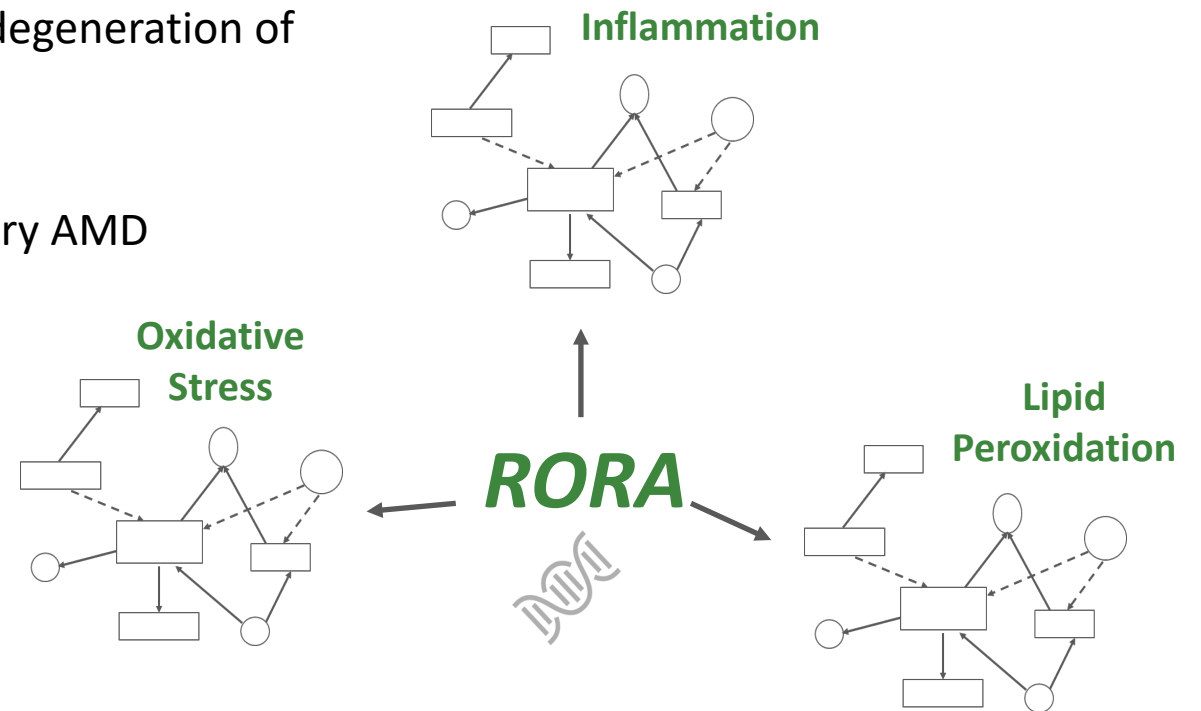 degeneration of
Inflammation
ry AMD
Oxidative
Stress
Lipid
Peroxidation
RORA